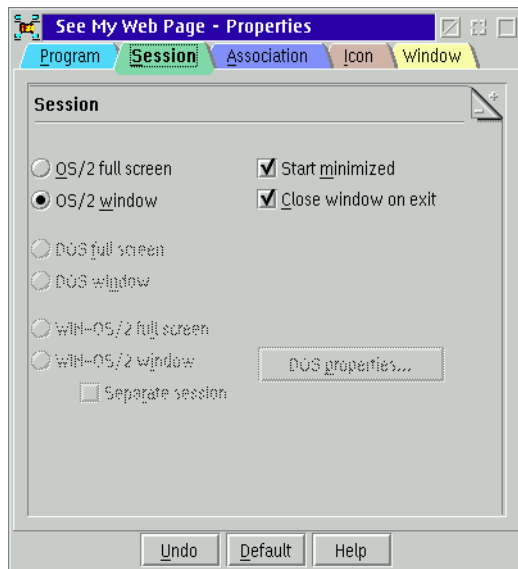 See My Web Page - Properties
Program Session Association Icon Window
Session
OS/2 full screen Start minimized
OS/2 window Close window on exit
DOS full screen
DOS window
WIN-OS/2 full screen
WIN-OS/2 window DOS properties...
Separate session
Undo Default Help